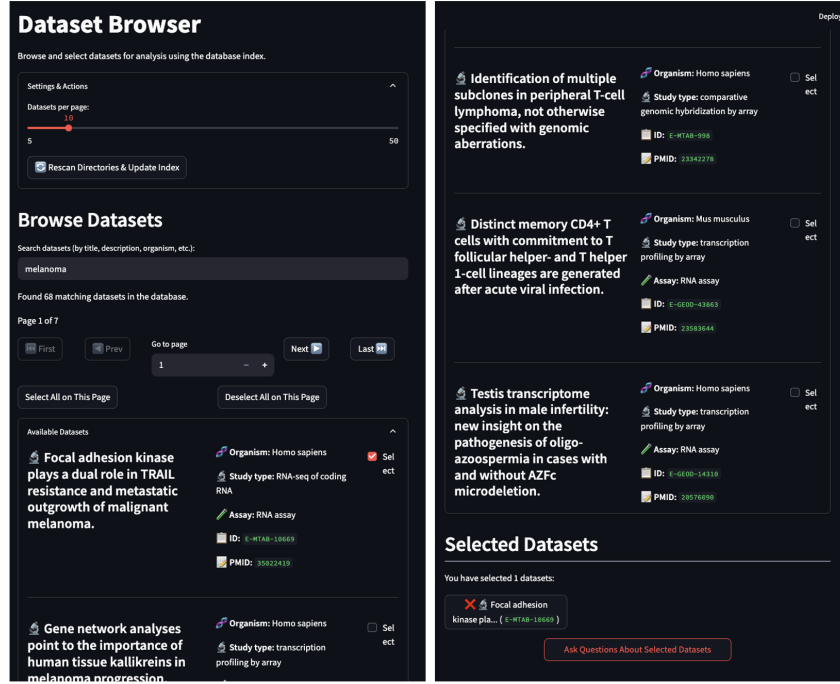 Dataset Browser
Browse and select datasets for analysis using the database index.
Settings & Actions
Datasets per page:
10
5
50
Rescan Directories & Update Index
Browse Datasets
Search datasets (by title, description, organism, etc.):
melanoma
Found 68 matching datasets in the database.
Page 1 of 7
First
Prev
Go to page
1
Next
Last
Select All on This Page
Deselect All on This Page
Available Datasets
Focal adhesion kinase
plays a dual role in TRAIL
resistance and metastatic
outgrowth of malignant
melanoma.
Organism: Homo sapiens
Study type: RNA-seq of coding
RNA
Assay: RNA assay
ID: E-MTAB-10669
PMID: 35022419
Sel
ect
Gene network analyses
point to the importance of
human tissue kallikreins in
melanoma progression.
Organism: Homo sapiens
Study type: transcription
profiling by array
Sel
ect
Deploy
Identification of multiple
subclones in peripheral T-cell
lymphoma, not otherwise
specified with genomic
aberrations.
Organism: Homo sapiens
Study type: comparative
genomic hybridization by array
ID: E-MTAB-998
PMID: 23342278
Sel
ect
Distinct memory CD4+ T
cells with commitment to T
follicular helper- and T helper
1-cell lineages are generated
after acute viral infection.
Organism: Mus musculus
Study type: transcription
profiling by array
Assay: RNA assay
ID: E-GEOD-43863
PMID: 23583644
Sel
ect
Testis transcriptome
analysis in male infertility:
new insight on the
pathogenesis of oligo-
azoospermia in cases with
and without AZFc
microdeletion.
Organism: Homo sapiens
Study type: transcription
profiling by array
Assay: RNA assay
ID: E-GEOD-14310
PMID: 20576090
Sel
ect
Selected Datasets
You have selected 1 datasets:
Focal adhesion
kinase pla... ( E-MTAB-10669 )
Ask Questions About Selected Datasets